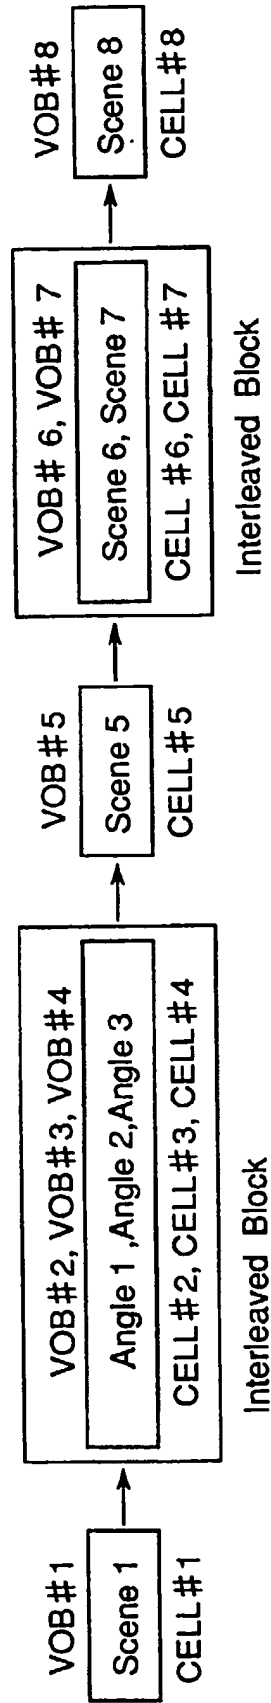 VOB#1
Scene 1
CELL#1
VOB#2, VOB#3, VOB#4
Angle 1 ,Angle 2,Angle 3
CELL#2, CELL#3, CELL#4
Interleaved Block
VOB#5
Scene 5
CELL#5
VOB# 6, VOB# 7
Scene 6, Scene 7
CELL #6, CELL #7
Interleaved Block
VOB#8
Scene 8
CELL#8